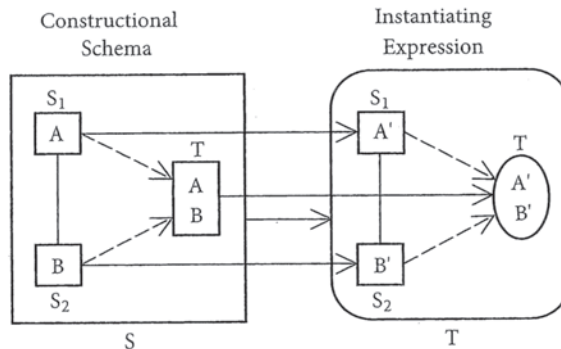 Constructional
Schema
Instantiating
Expression
S₁
A
T
A
B
B
S₂
S
S₁
A'
T
A'
B'
B'
S₂
T